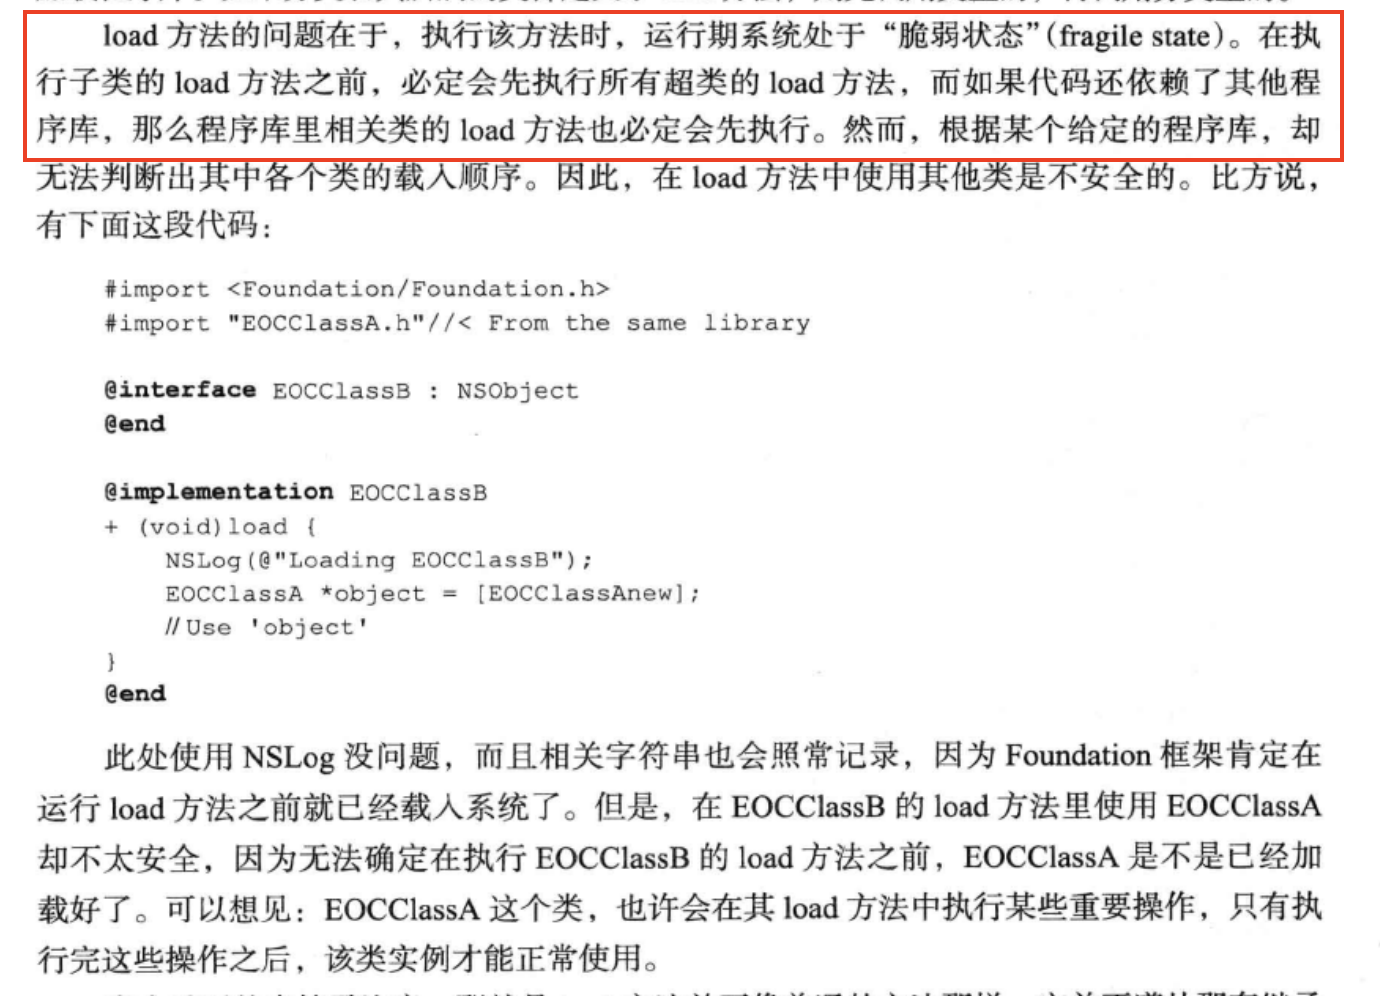 load 方法的问题在于，执行该方法时，运行期系统处于“脆弱状态”(fragile state)。在执
行子类的 load 方法之前，必定会先执行所有超类的 load 方法，而如果代码还依赖了其他程
序库，那么程序库里相关类的 load 方法也必定会先执行。然而，根据某个给定的程序库，却
无法判断出其中各个类的载入顺序。因此，在 load 方法中使用其他类是不安全的。比方说，
有下面这段代码：
#import <Foundation/Foundation.h>
#import "EOCClassA.h"//< From the same library
@interface EOCClassB : NSObject
@end
@implementation EOCClassB
+ (void)load {
NSLog(@"Loading EOCClassB");
EOCClassA *object = [EOCClassAnew];
//Use 'object'
}
@end
此处使用 NSLog 没问题，而且相关字符串也会照常记录，因为 Foundation 框架肯定在
运行 load 方法之前就已经载入系统了。但是，在 EOCClassB 的 load 方法里使用 EOCClassA
却不太安全，因为无法确定在执行 EOCClassB 的 load 方法之前，EOCClassA 是不是已经加
载好了。可以想见：EOCClassA 这个类，也许会在其 load 方法中执行某些重要操作，只有执
行完这些操作之后，该类实例才能正常使用。